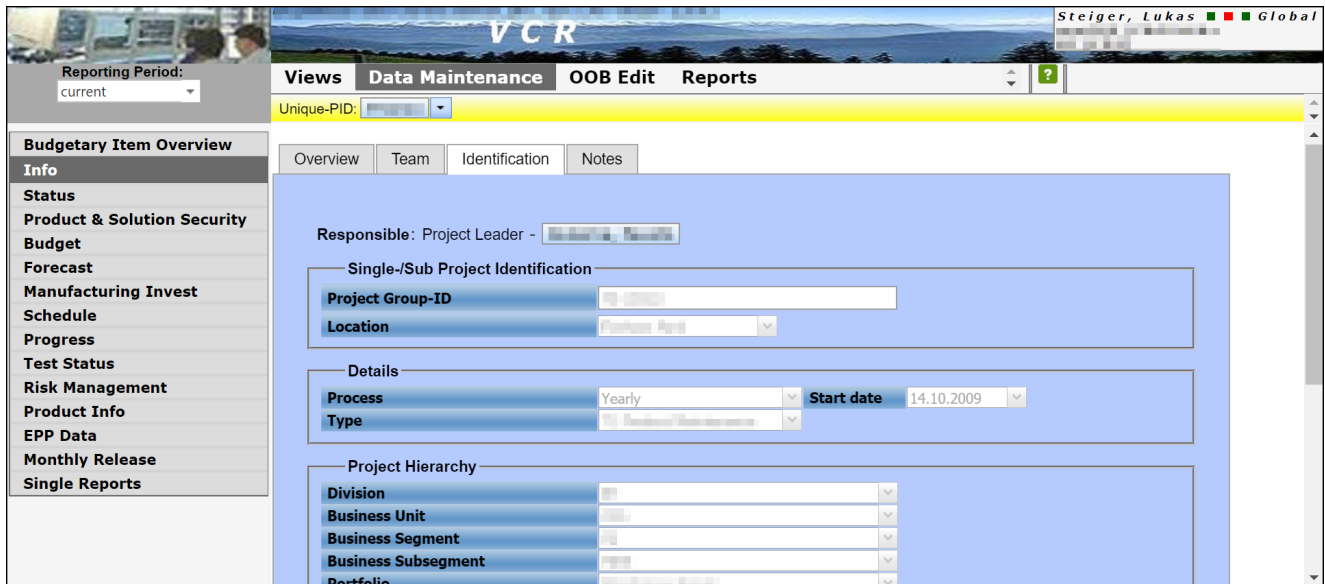 VCR
Steiger, Lukas Global
Reporting Period:
current
Views Data Maintenance OOB Edit Reports ?
Unique-PID:
Budgetary Item Overview
Info
Status
Product & Solution Security
Budget
Forecast
Manufacturing Invest
Schedule
Progress
Test Status
Risk Management
Product Info
EPP Data
Monthly Release
Single Reports
Overview Team Identification Notes
Responsible: Project Leader -
Single-/Sub Project Identification
Project Group-ID
Location
Details
Process Yearly Start date 14.10.2009
Type
Project Hierarchy
Division
Business Unit
Business Segment
Business Subsegment
Portfolio